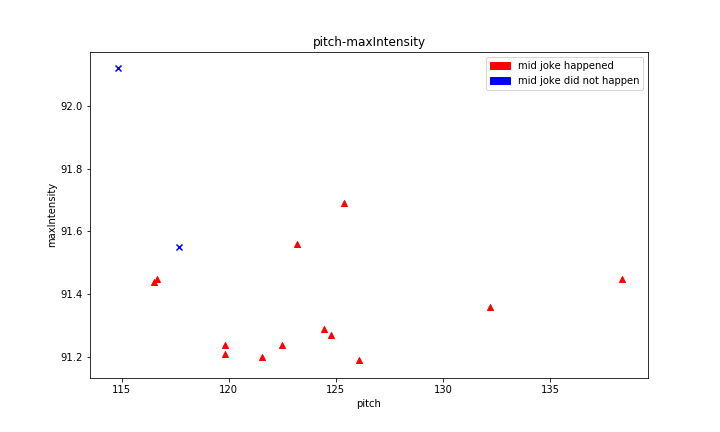 pitch-maxIntensity
mid joke happened
mid joke did not happen
92.0
91.8
91.6
91.4
91.2
maxIntensity
115
120
125
130
135
pitch